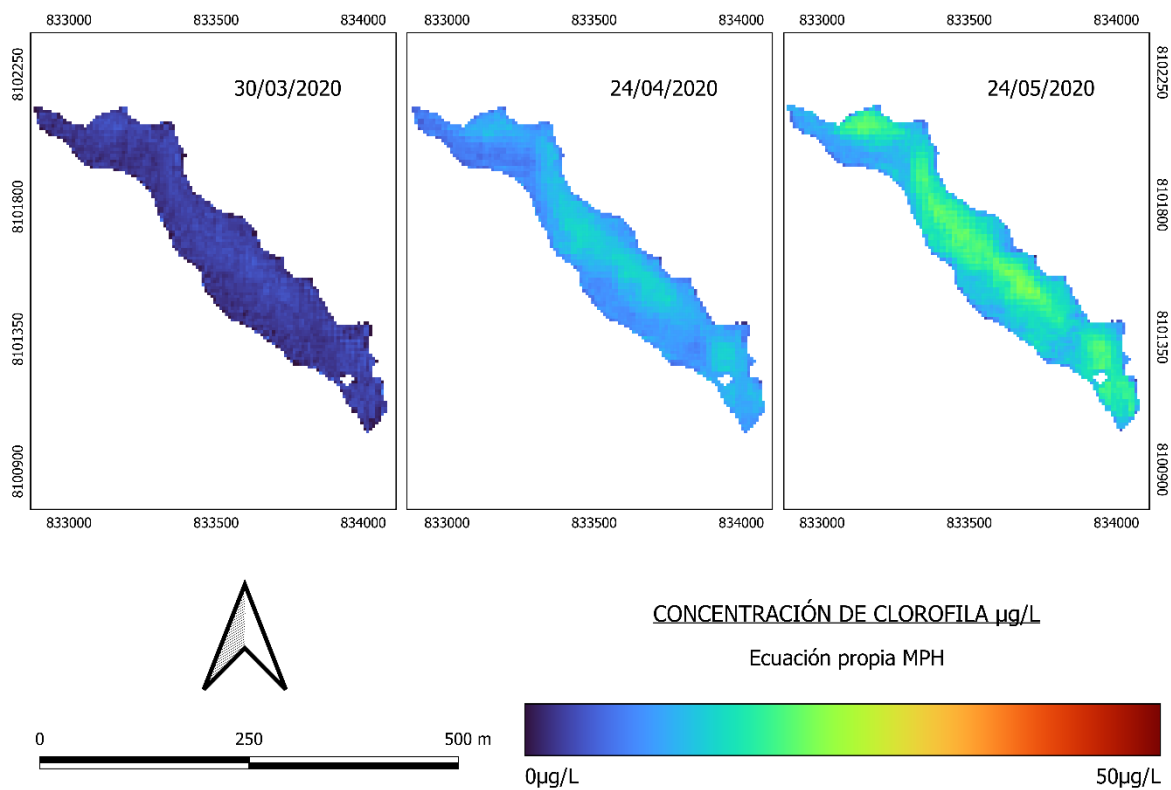 833000 833500 834000 833000 833500 834000 833000 833500 834000
30/03/2020 24/04/2020 24/05/2020
8102250 8102250
8101800 8101800
8101350 8101350
8100900 8100900
833000 833500 834000 833000 833500 834000 833000 833500 834000
CONCENTRACIÓN DE CLOROFILA µg/L
Ecuación propia MPH
0 250 500 m
0µg/L 50µg/L